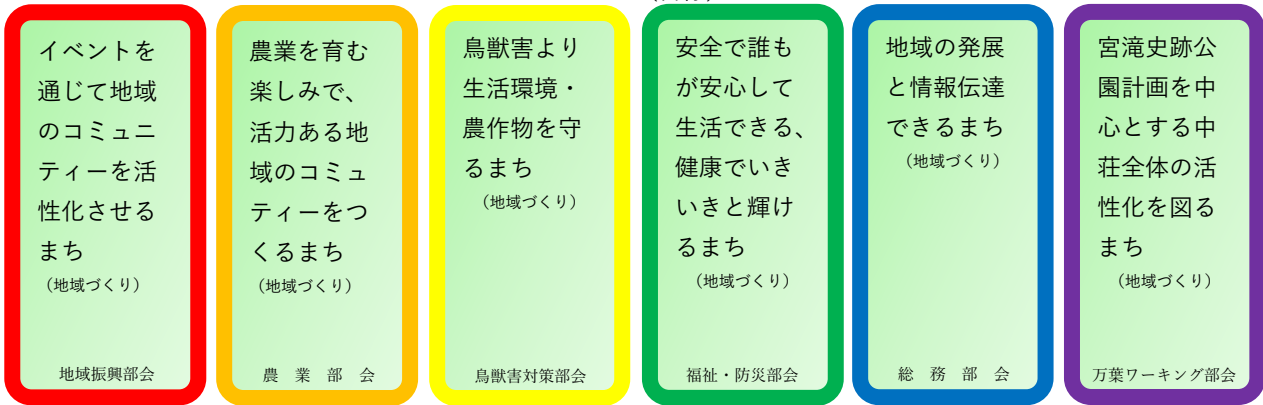 イベントを
通じて地域
のコミュニ
ティーを活
性化させる
まち
（地域づくり）
地域振興部会
農業を育む
楽しみで、
活力ある地
域のコミュ
ティーをつ
くるまち
（地域づくり）
農 業 部 会
鳥獣害より
生活環境・
農作物を守
るまち
（地域づくり）
鳥獣害対策部会
安全で誰も
が安心して
生活できる、
健康でいき
いきと輝け
るまち
（地域づくり）
福祉・防災部会
地域の発展
と情報伝達
できるまち
（地域づくり）
総 務 部 会
宮滝史跡公
園計画を中
心とする中
荘全体の活
性化を図る
まち
（地域づくり）
万葉ワーキング部会